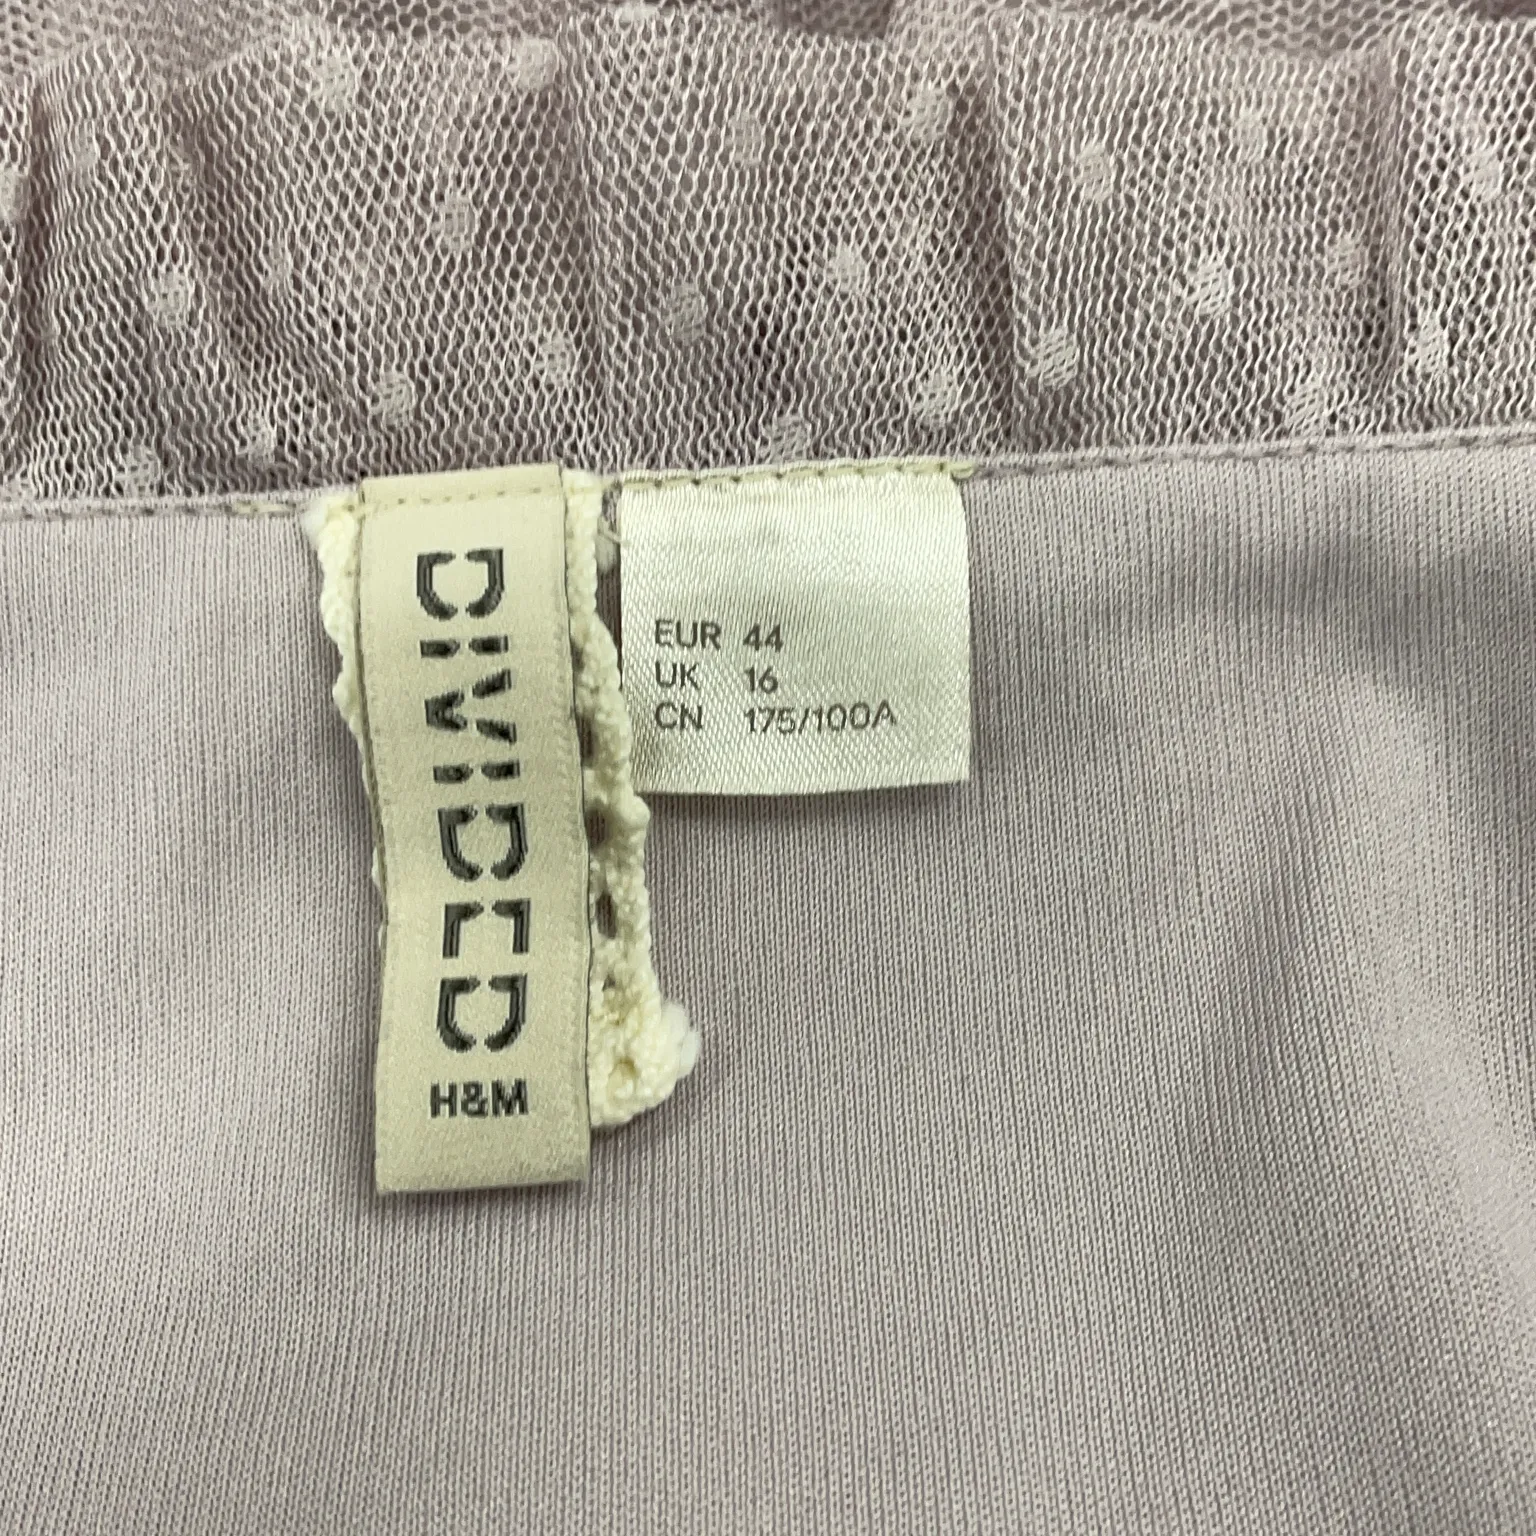 DIVIDED
H&M
EUR 44
UK 16
CN 175/100A